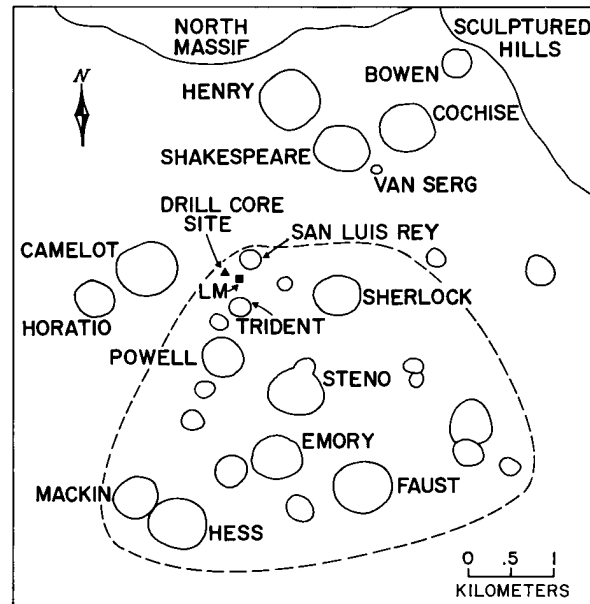 NORTH
MASSIF
SCULPTURED
HILLS
BOWEN
N
HENRY
COCHISE
SHAKESPEARE
VAN SERG
DRILL CORE
SITE
SAN LUIS REY
CAMELOT
LM
SHERLOCK
HORATIO
TRIDENT
POWELL
STENO
EMORY
MACKIN
FAUST
HESS
0 .5 1
KILOMETERS